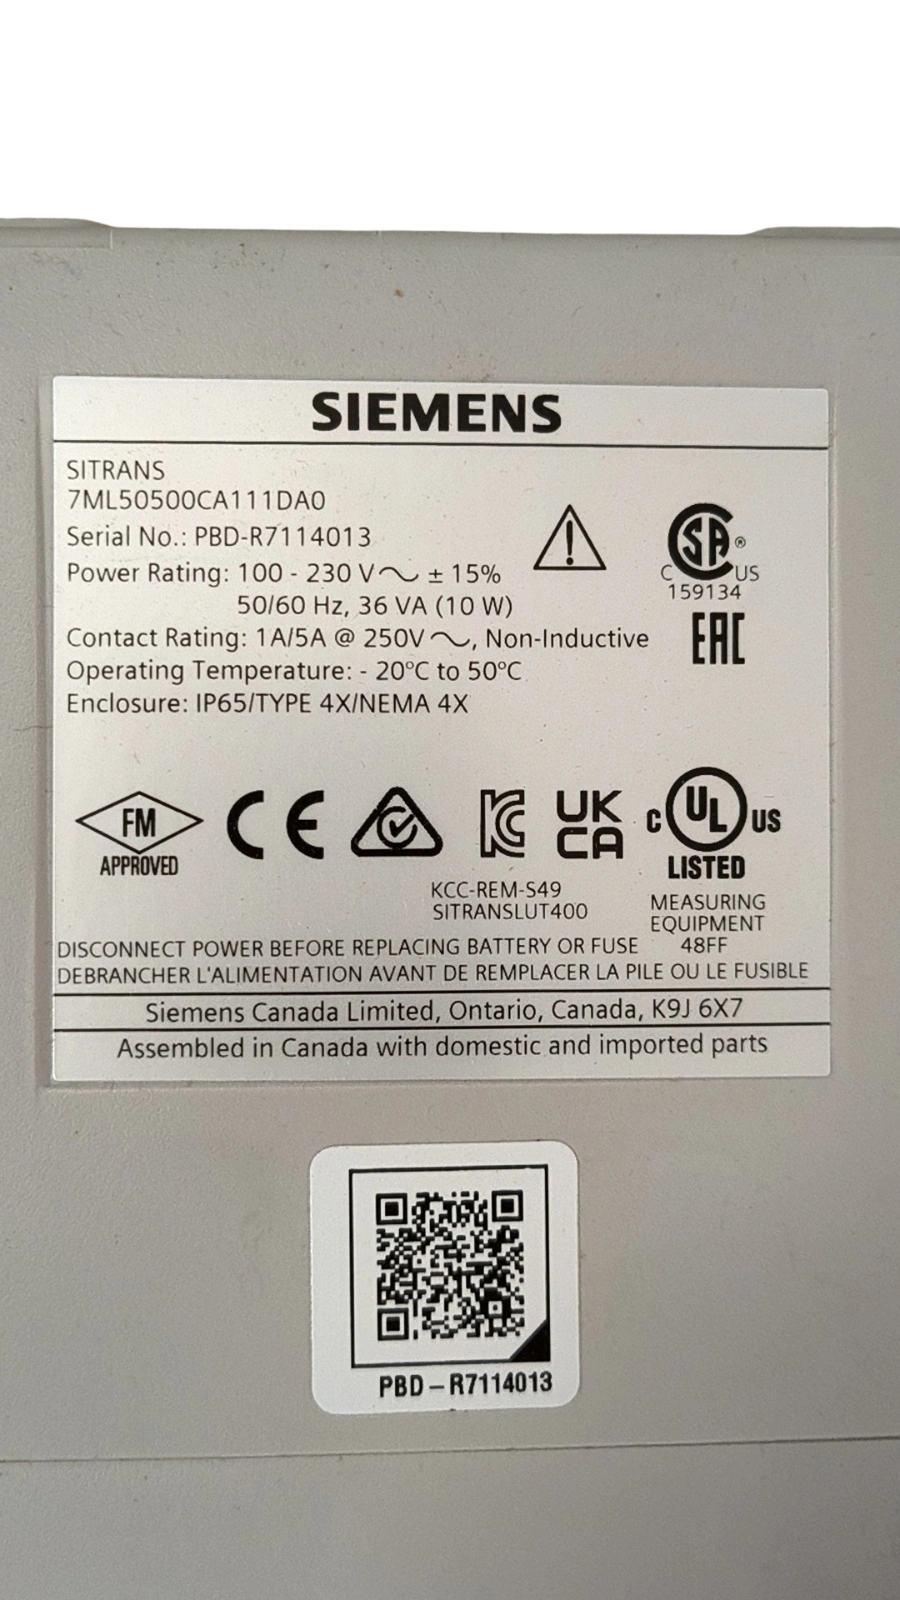 SIEMENS
SITRANS
7ML50500CA111DA0
Serial No.: PBD-R7114013
Power Rating: 100 - 230 V～ ± 15%
50/60 Hz, 36 VA (10 W)
Contact Rating: 1A/5A @ 250V～, Non-Inductive
Operating Temperature: - 20°C to 50°C
Enclosure: IP65/TYPE 4X/NEMA 4X
SA®
C US
159134
EAC
FM
APPROVED
CE
KC
UK
CA
C UL US
LISTED
KCC-REM-S49
SITRANSLUT400
MEASURING
EQUIPMENT
48FF
DISCONNECT POWER BEFORE REPLACING BATTERY OR FUSE
DEBRANCHER L'ALIMENTATION AVANT DE REMPLACER LA PILE OU LE FUSIBLE
Siemens Canada Limited, Ontario, Canada, K9J 6X7
Assembled in Canada with domestic and imported parts
PBD – R7114013